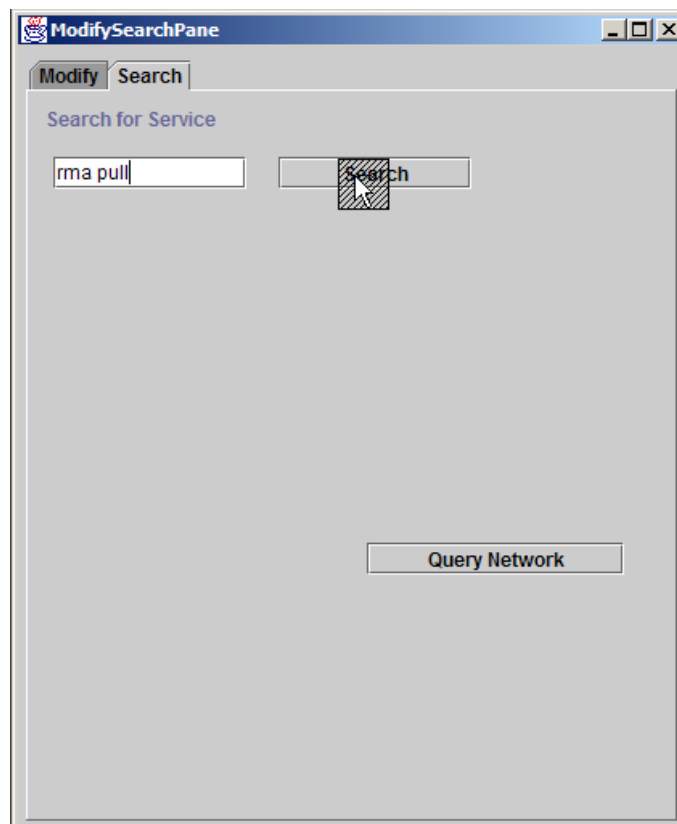 ModifySearchPane
Modify Search
Search for Service
rma pull Search
Query Network